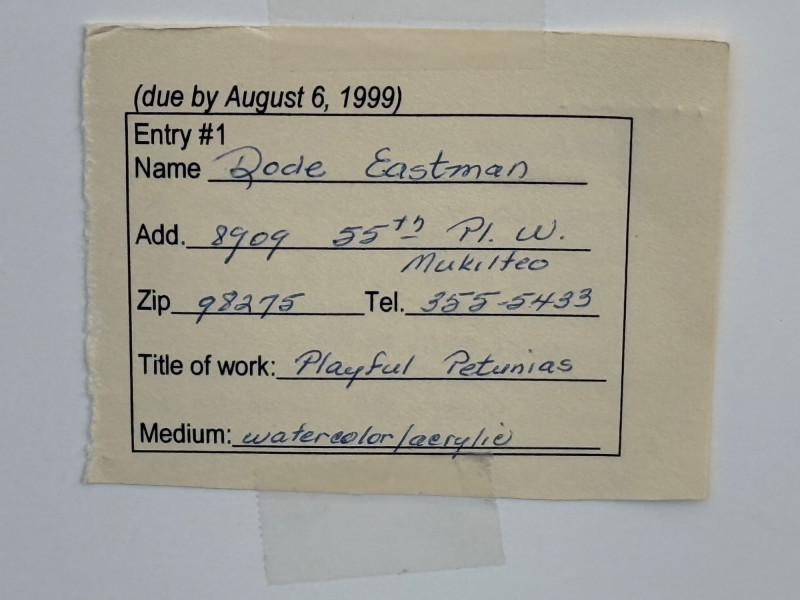 (due by August 6, 1999)
Entry #1
Name Dode Eastman
Add. 8909 55th Pl. W.
Mukilteo
Zip 98275 Tel. 355-5433
Title of work: Playful Petunias
Medium: watercolor/acrylic